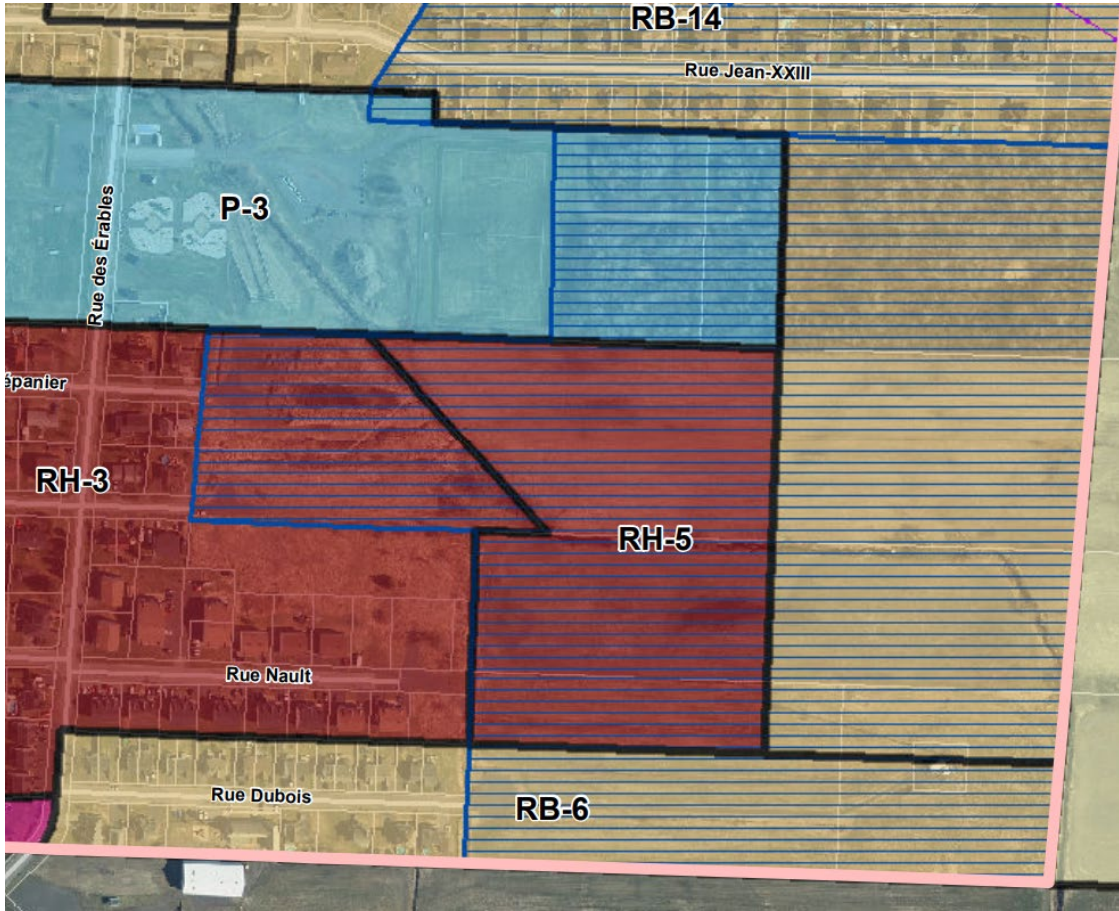 RB-14
Rue Jean-XXIII
P-3
Rue des Érables
épanier
RH-3
RH-5
Rue Nault
Rue Dubois
RB-6